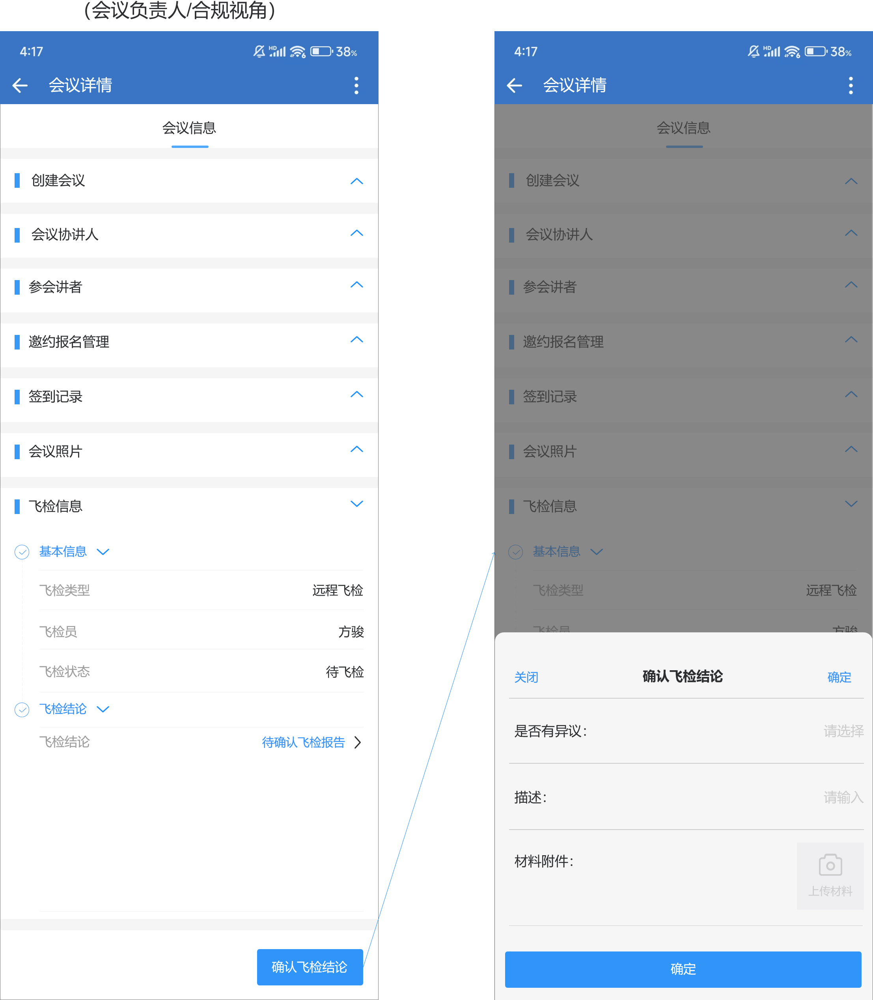 （会议负责人/合规视角）
4:17
HD
6
38%
会议详情
会议信息
创建会议
会议协讲人
参会讲者
邀约报名管理
签到记录
会议照片
飞检信息
基本信息
飞检类型
远程飞检
飞检员
方骏
飞检状态
待飞检
飞检结论
飞检结论
待确认飞检报告
确认飞检结论
4:17
HD
6
38%
会议详情
会议信息
创建会议
会议协讲人
参会讲者
邀约报名管理
签到记录
会议照片
飞检信息
基本信息
飞检类型
远程飞检
飞检员
方骏
关闭
确认飞检结论
确定
是否有异议：
请选择
描述：
请输入
材料附件：
上传材料
确定